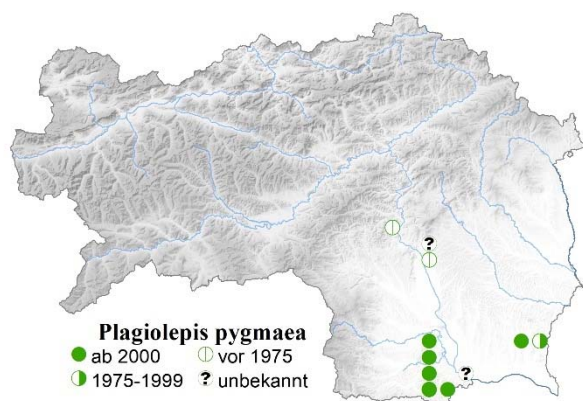 ?
?
Plagiolepis pygmaea
ab 2000 vor 1975
1975-1999 ? unbekannt